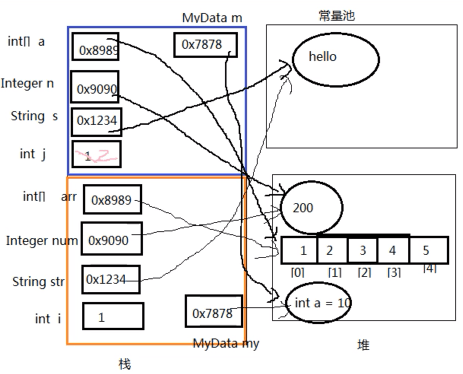 MyData m
常量池
int[] a
0x8989
0x7878
hello
Integer n
0x9090
String s
0x1234
int j
1 2
int[] arr
0x8989
200
Integer num
0x9090
1 2 3 4 5
[0] [1] [2] [3] [4]
String str
0x1234
int a = 10
int i
1
0x7878
MyData my
栈
堆